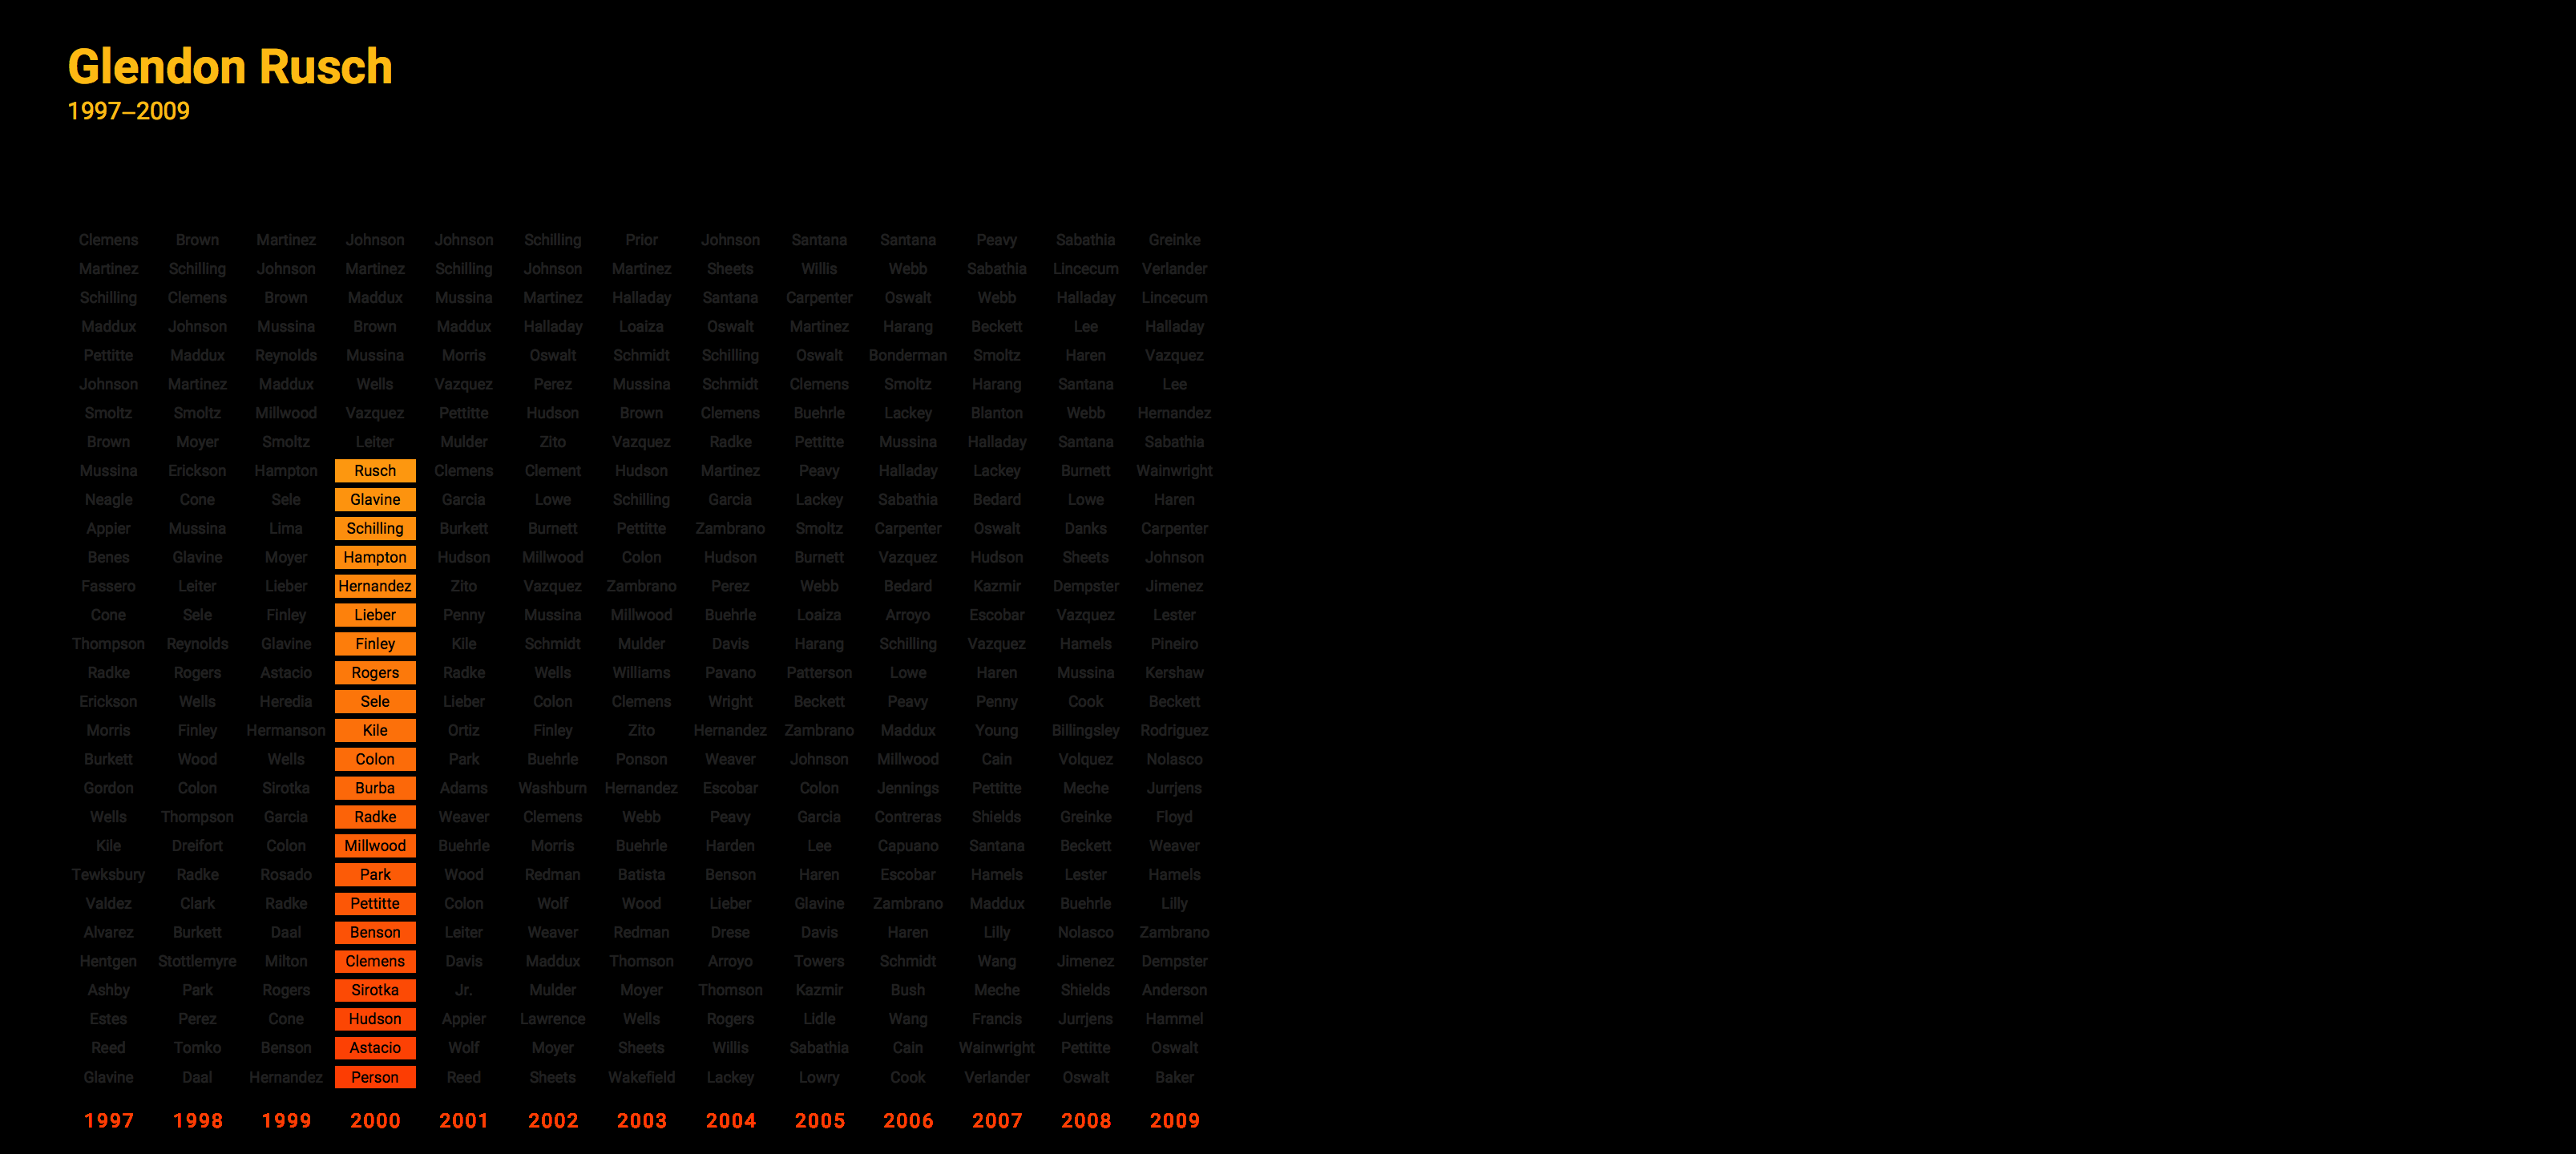 Glendon Rusch
1997–2009
Clemens Brown Martinez Johnson Johnson Schilling Prior Johnson Santana Santana Peavy Sabathia Greinke
Martinez Schilling Johnson Martinez Schilling Johnson Martinez Sheets Willis Webb Sabathia Lincecum Verlander
Schilling Clemens Brown Maddux Mussina Martinez Halladay Santana Carpenter Oswalt Webb Halladay Lincecum
Maddux Johnson Mussina Brown Maddux Halladay Loaiza Oswalt Martinez Harang Beckett Lee Halladay
Pettitte Maddux Reynolds Mussina Morris Oswalt Schmidt Schilling Oswalt Bonderman Smoltz Haren Vazquez
Johnson Martinez Maddux Wells Vazquez Perez Mussina Schmidt Clemens Smoltz Harang Santana Lee
Smoltz Smoltz Millwood Vazquez Pettitte Hudson Brown Clemens Buehrle Lackey Blanton Webb Hernandez
Brown Moyer Smoltz Leiter Mulder Zito Vazquez Radke Pettitte Mussina Halladay Santana Sabathia
Mussina Erickson Hampton Rusch Clemens Clement Hudson Martinez Peavy Halladay Lackey Burnett Wainwright
Neagle Cone Sele Glavine Garcia Lowe Schilling Garcia Lackey Sabathia Bedard Lowe Haren
Appier Mussina Lima Schilling Burkett Burnett Pettitte Zambrano Smoltz Carpenter Oswalt Danks Carpenter
Benes Glavine Moyer Hampton Hudson Millwood Colon Hudson Burnett Vazquez Hudson Sheets Johnson
Fassero Leiter Lieber Hernandez Zito Vazquez Zambrano Perez Webb Bedard Kazmir Dempster Jimenez
Cone Sele Finley Lieber Penny Mussina Millwood Buehrle Loaiza Arroyo Escobar Vazquez Lester
Thompson Reynolds Glavine Finley Kile Schmidt Mulder Davis Harang Schilling Vazquez Hamels Pineiro
Radke Rogers Astacio Rogers Radke Wells Williams Pavano Patterson Lowe Haren Mussina Kershaw
Erickson Wells Heredia Sele Lieber Colon Clemens Wright Beckett Peavy Penny Cook Beckett
Morris Finley Hermanson Kile Ortiz Finley Zito Hernandez Zambrano Maddux Young Billingsley Rodriguez
Burkett Wood Wells Colon Park Buehrle Ponson Weaver Johnson Millwood Cain Volquez Nolasco
Gordon Colon Sirotka Burba Adams Washburn Hernandez Escobar Colon Jennings Pettitte Meche Jurrjens
Wells Thompson Garcia Radke Weaver Clemens Webb Peavy Garcia Contreras Shields Greinke Floyd
Kile Dreifort Colon Millwood Buehrle Morris Buehrle Harden Lee Capuano Santana Beckett Weaver
Tewksbury Radke Rosado Park Wood Redman Batista Benson Haren Escobar Hamels Lester Hamels
Valdez Clark Radke Pettitte Colon Wolf Wood Lieber Glavine Zambrano Maddux Buehrle Lilly
Alvarez Burkett Daal Benson Leiter Weaver Redman Drese Davis Haren Lilly Nolasco Zambrano
Hentgen Stottlemyre Milton Clemens Davis Maddux Thomson Arroyo Towers Schmidt Wang Jimenez Dempster
Ashby Park Rogers Sirotka Jr. Mulder Moyer Thomson Kazmir Bush Meche Shields Anderson
Estes Perez Cone Hudson Appier Lawrence Wells Rogers Lidle Wang Francis Jurrjens Hammel
Reed Tomko Benson Astacio Wolf Moyer Sheets Willis Sabathia Cain Wainwright Pettitte Oswalt
Glavine Daal Hernandez Person Reed Sheets Wakefield Lackey Lowry Cook Verlander Oswalt Baker
1997 1998 1999 2000 2001 2002 2003 2004 2005 2006 2007 2008 2009